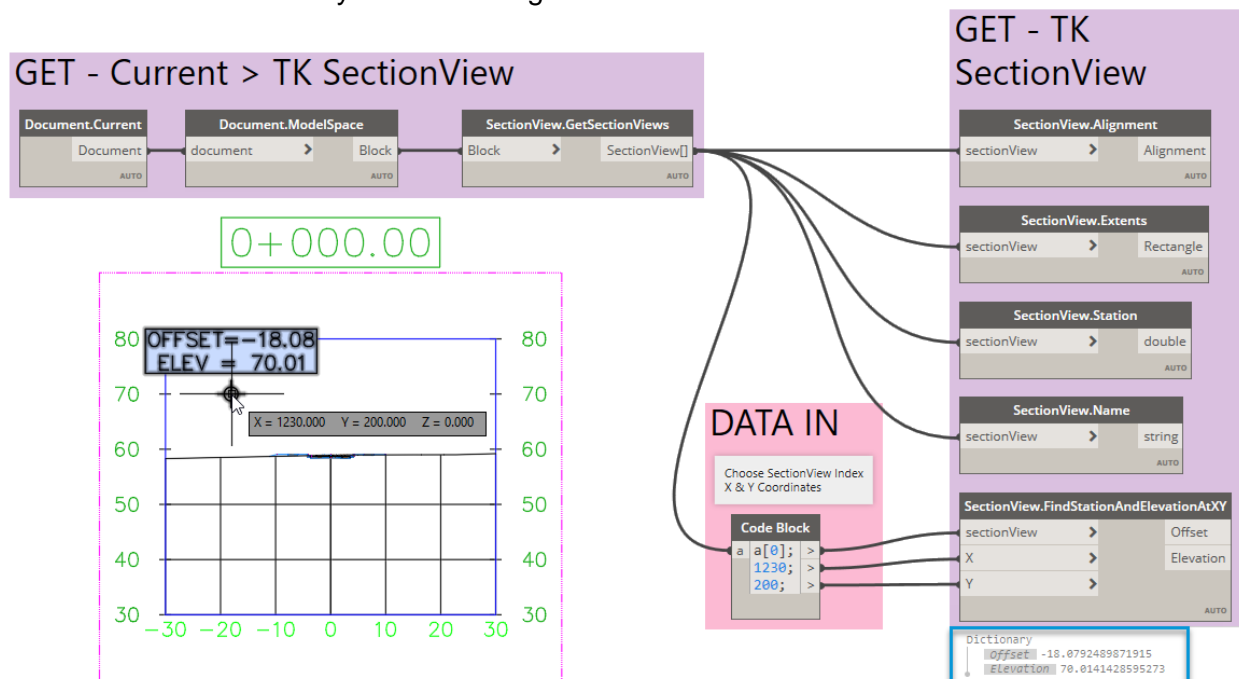 GET - Current > TK SectionView
Document.Current
Document
AUTO
Document.ModelSpace
document > Block
AUTO
SectionView.GetSectionViews
Block > SectionView[]
AUTO
0+000.00
OFFSET=-18.08
ELEV = 70.01
X = 1230.000 Y = 200.000 Z = 0.000
80 80
70 70
60 60
50 50
40 40
30 30
-30 -20 -10 0 10 20 30
DATA IN
Choose SectionView Index
X & Y Coordinates
Code Block
a a[0]; >
1230; >
200; >
GET - TK
SectionView
SectionView.Alignment
sectionView > Alignment
AUTO
SectionView.Extents
sectionView > Rectangle
AUTO
SectionView.Station
sectionView > double
AUTO
SectionView.Name
sectionView > string
AUTO
SectionView.FindStationAndElevationAtXY
sectionView > Offset
X > Elevation
Y >
AUTO
Dictionary
Offset -18.0792489871915
Elevation 70.0141428595273